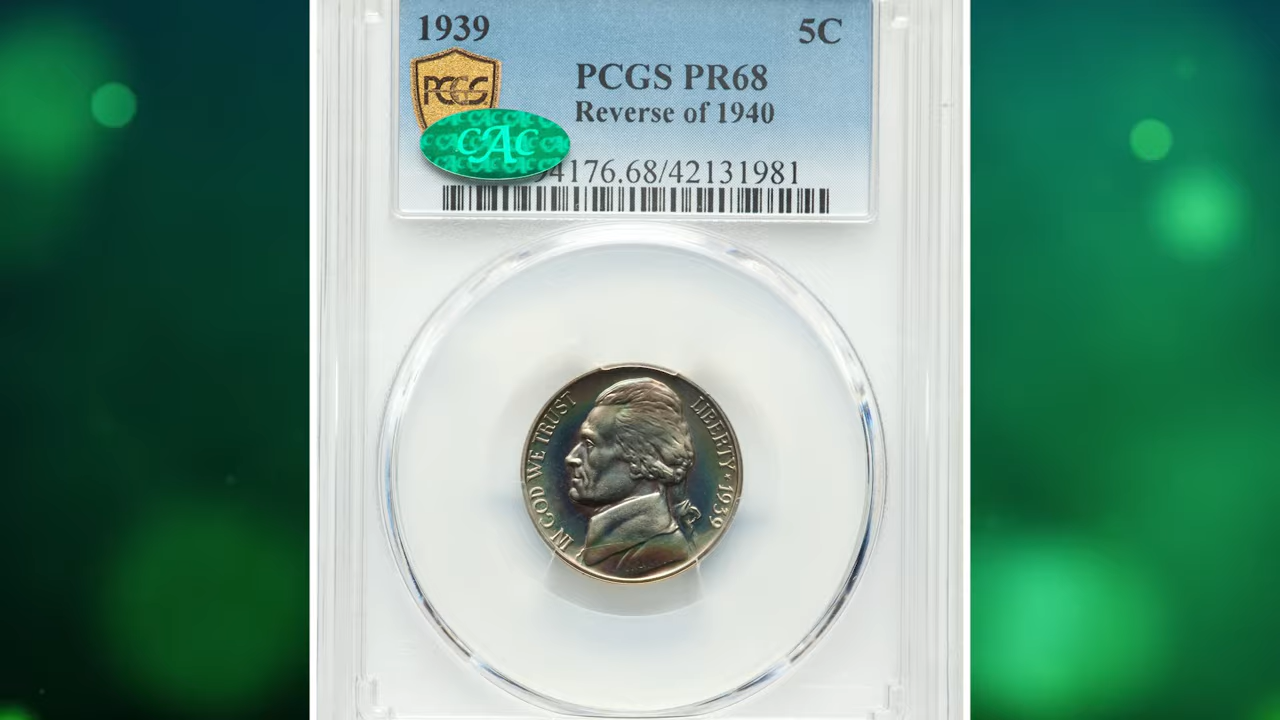 1939 5C
PCGS PR68
PCGS
Reverse of 1940
CAC
4176.68/42131981
IN GOD WE TRUST
LIBERTY ★ 1939